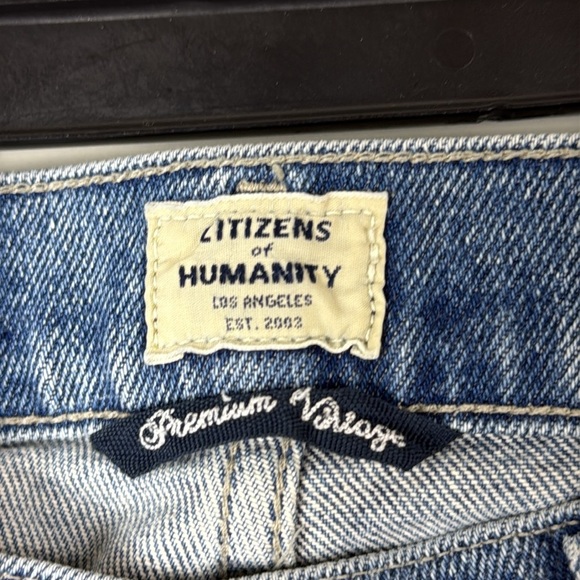 CITIZENS
of
HUMANITY
LOS ANGELES
EST. 2003
Premium Vintage